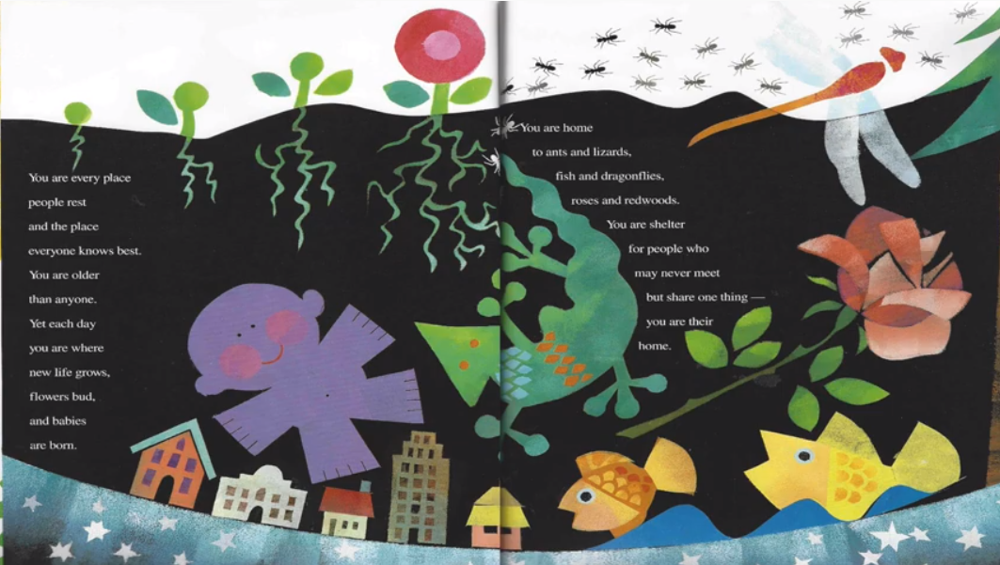 You are every place
people rest
and the place
everyone knows best.
You are older
than anyone.
Yet each day
you are where
new life grows,
flowers bud,
and babies
are born.
You are home
to ants and lizards,
fish and dragonflies,
roses and redwoods.
You are shelter
for people who
may never meet
but share one thing —
you are their
home.